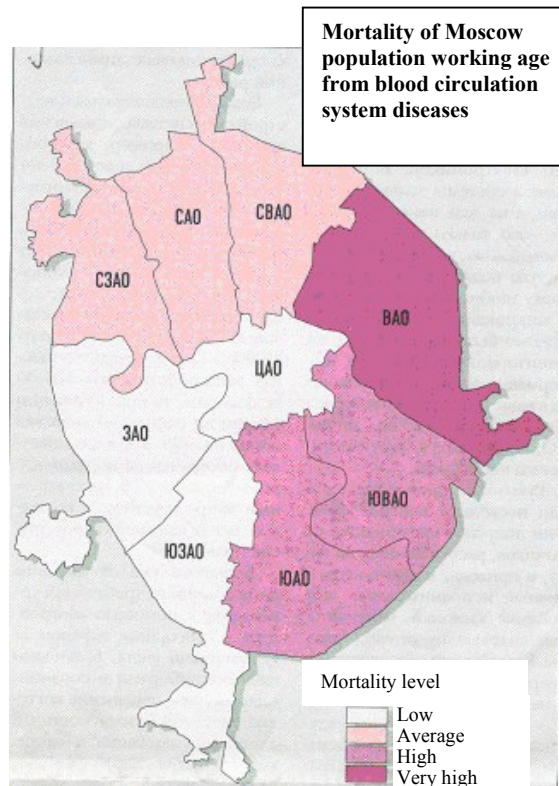 Mortality of Moscow
population working age
from blood circulation
system diseases
САО
СВАО
СЗАО
ВАО
ЦАО
ЗАО
ЮВАО
ЮЗАО
ЮАО
Mortality level
Low
Average
High
Very high